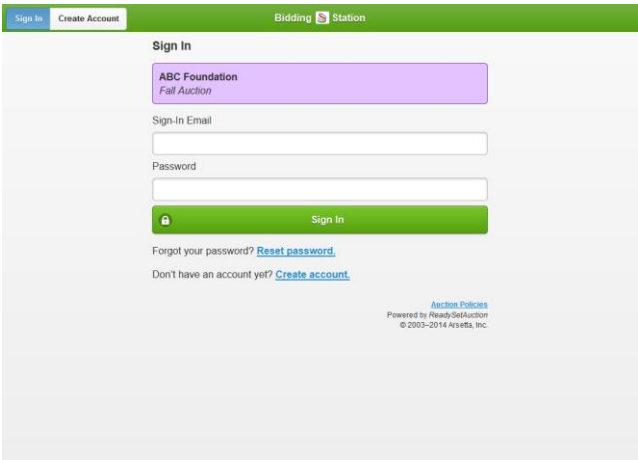 Sign In Create Account Bidding Station
Sign In
ABC Foundation
Fall Auction
Sign-In Email
Password
Sign In
Forgot your password? Reset password.
Don't have an account yet? Create account.
Auction Policies
Powered by ReadySetAuction
© 2003–2014 Arsetta, Inc.